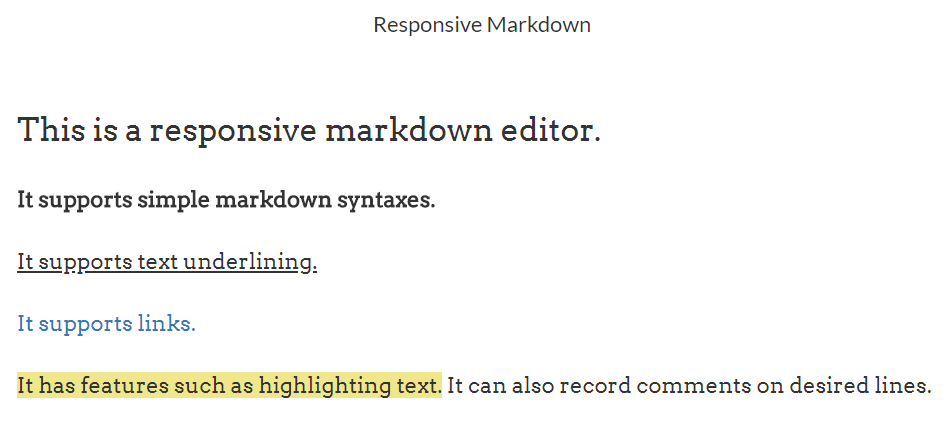 Responsive Markdown
This is a responsive markdown editor.
It supports simple markdown syntaxes.
It supports text underlining.
It supports links.
It has features such as highlighting text. It can also record comments on desired lines.